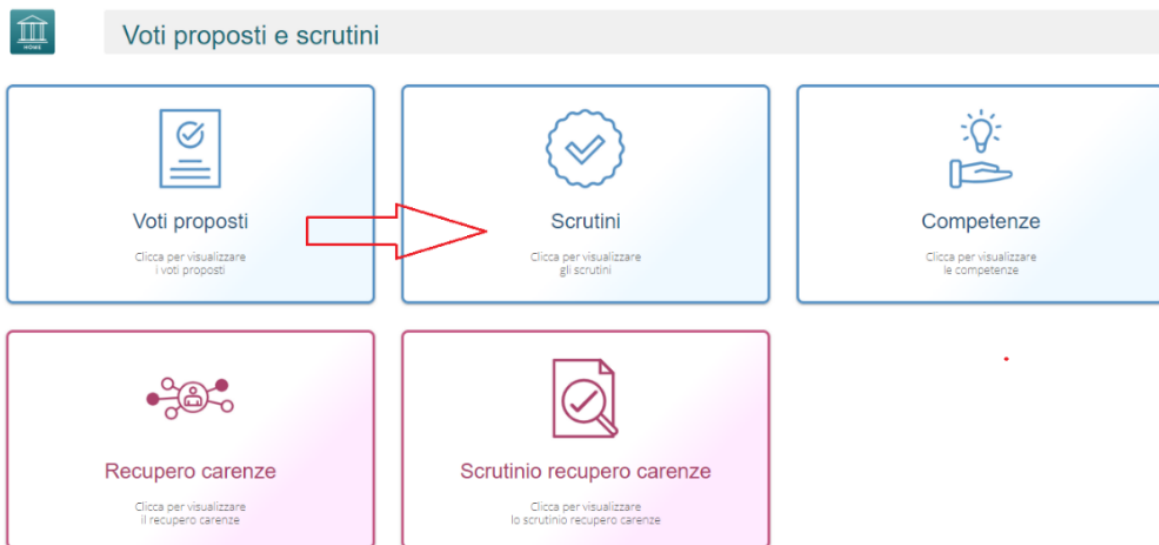 HOME
Voti proposti e scrutini
Voti proposti
Clicca per visualizzare
i voti proposti
Scrutini
Clicca per visualizzare
gli scrutini
Competenze
Clicca per visualizzare
le competenze
Recupero carenze
Clicca per visualizzare
il recupero carenze
Scrutinio recupero carenze
Clicca per visualizzare
lo scrutinio recupero carenze